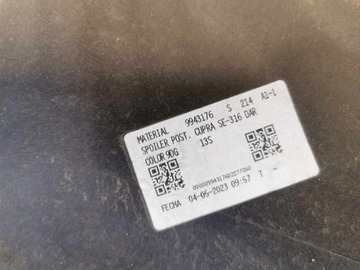 MATERIAL 9943176 S 214 A1-1
SPOILER POST. CUPRA SE-316 DAR
COLOR 9DG 13S
FECHA 04-05-2023 09:57 T -